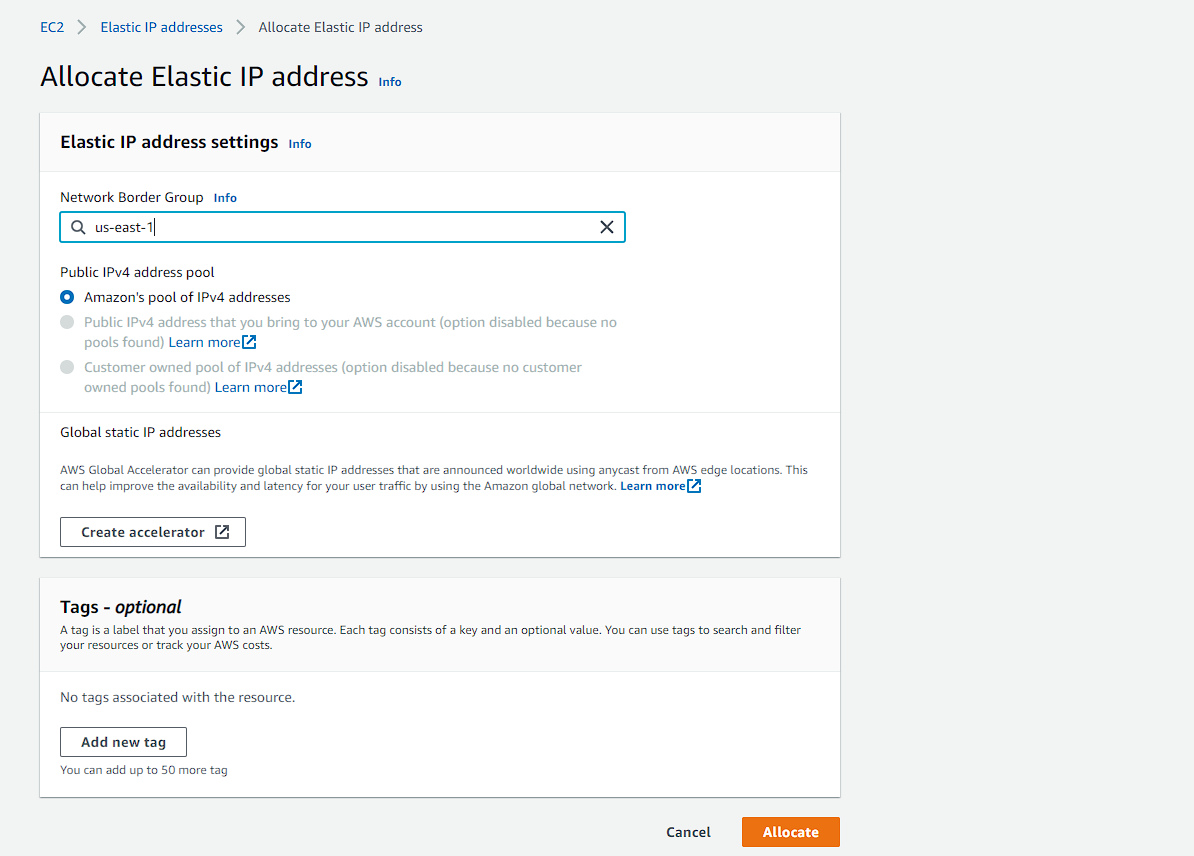 EC2 > Elastic IP addresses > Allocate Elastic IP address
Allocate Elastic IP address Info
Elastic IP address settings Info
Network Border Group Info
us-east-1
Public IPv4 address pool
Amazon's pool of IPv4 addresses
Public IPv4 address that you bring to your AWS account (option disabled because no
pools found) Learn more
Customer owned pool of IPv4 addresses (option disabled because no customer
owned pools found) Learn more
Global static IP addresses
AWS Global Accelerator can provide global static IP addresses that are announced worldwide using anycast from AWS edge locations. This
can help improve the availability and latency for your user traffic by using the Amazon global network. Learn more
Create accelerator
Tags - optional
A tag is a label that you assign to an AWS resource. Each tag consists of a key and an optional value. You can use tags to search and filter
your resources or track your AWS costs.
No tags associated with the resource.
Add new tag
You can add up to 50 more tag
Cancel Allocate